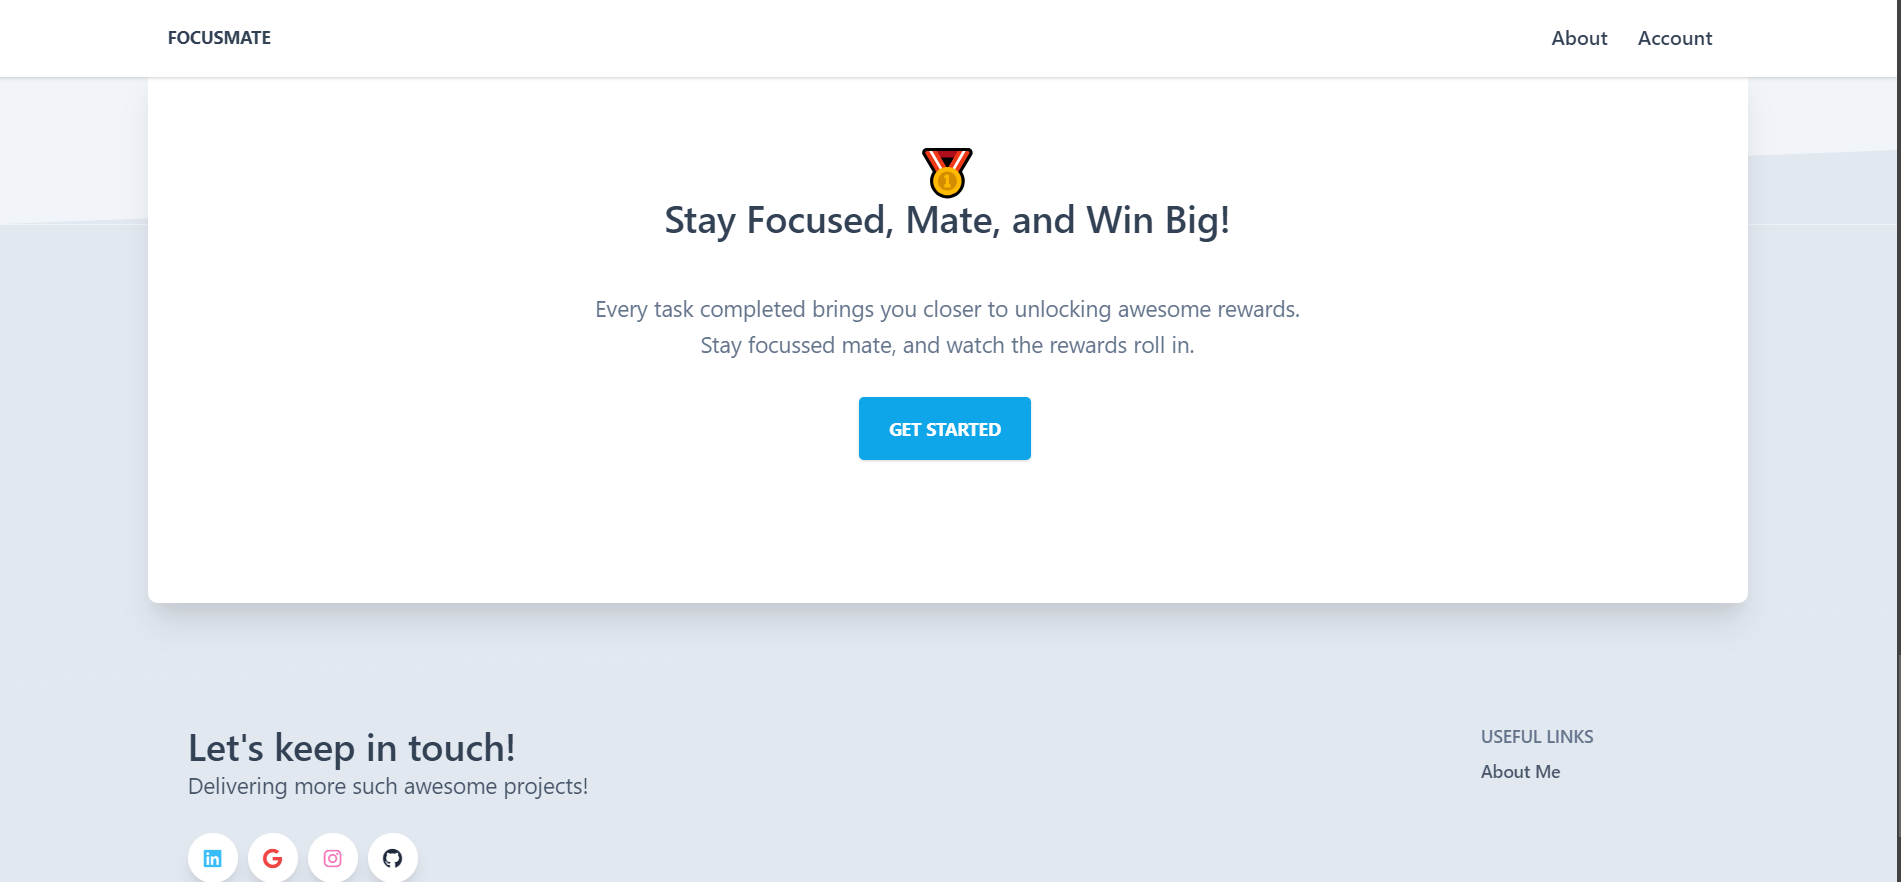 FOCUSMATE
About
Account
1
Stay Focused, Mate, and Win Big!
Every task completed brings you closer to unlocking awesome rewards.
Stay focussed mate, and watch the rewards roll in.
GET STARTED
Let's keep in touch!
Delivering more such awesome projects!
in
G
USEFUL LINKS
About Me